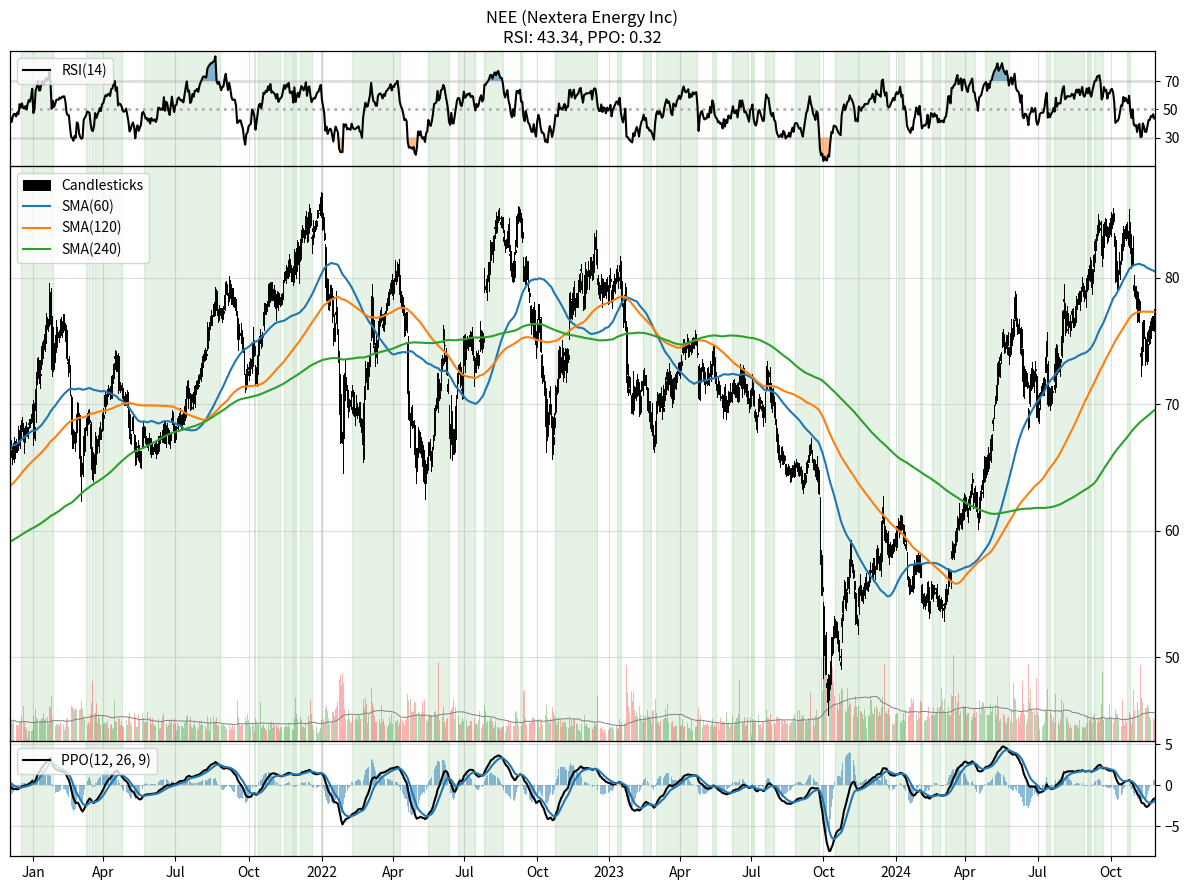 NEE (Nextera Energy Inc)
RSI: 43.34, PPO: 0.32
RSI(14)
70
50
30
Candlesticks
SMA(60)
SMA(120)
SMA(240)
80
70
60
50
PPO(12, 26, 9)
5
0
−5
Jan Apr Jul Oct 2022 Apr Jul Oct 2023 Apr Jul Oct 2024 Apr Jul Oct